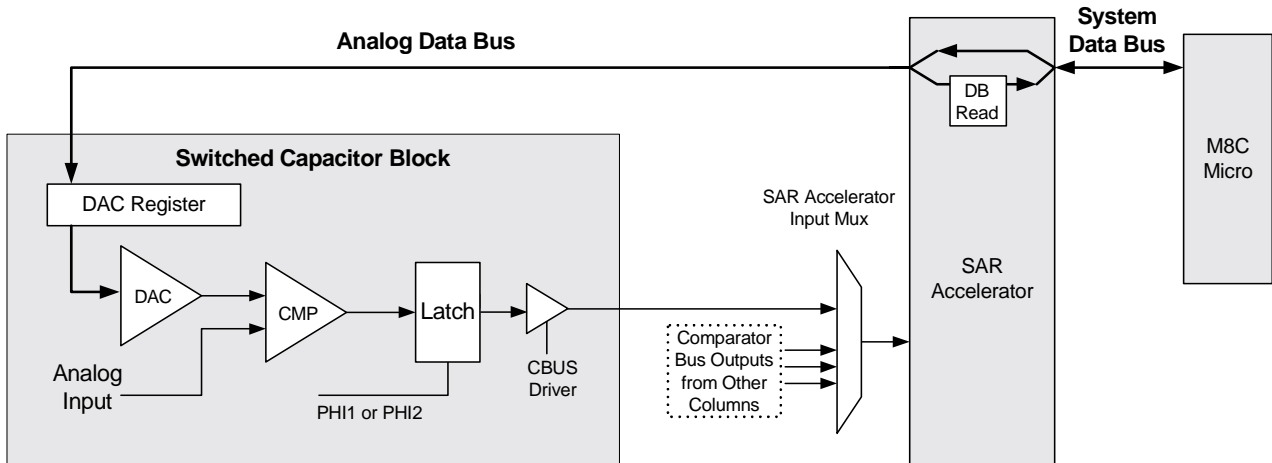 Analog Data Bus
System
Data Bus
DB
Read
M8C
Micro
Switched Capacitor Block
DAC Register
SAR Accelerator
Input Mux
DAC
CMP
Latch
SAR
Accelerator
Analog
Input
PHI1 or PHI2
CBUS
Driver
Comparator
Bus Outputs
from Other
Columns